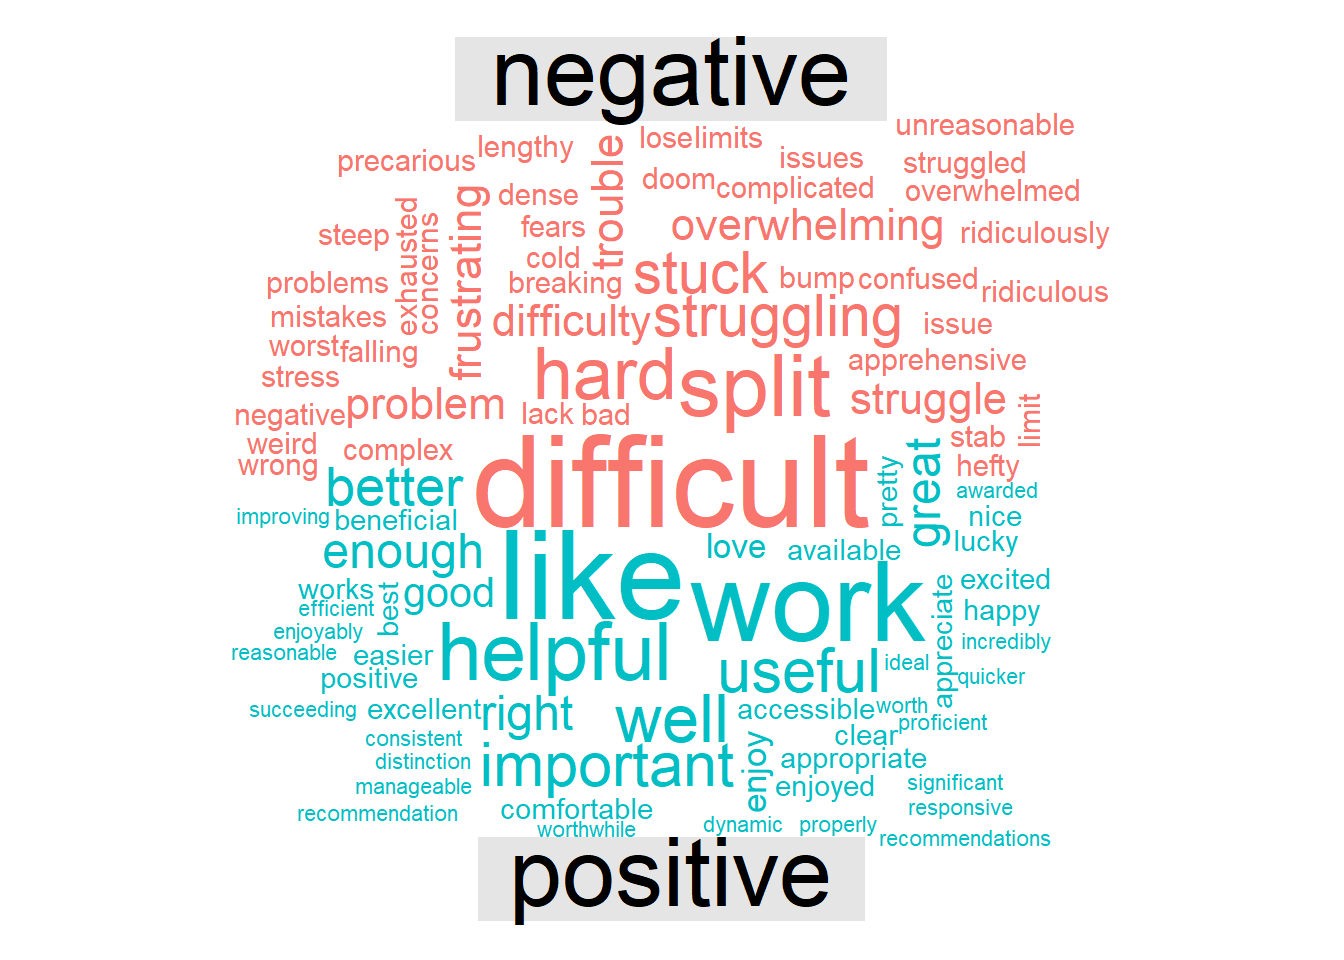 negative
unreasonable
lengthy
lose
limits
precarious
issues
struggled
trouble
doom
complicated
overwhelmed
frustrating
dense
exhausted
concerns
fears
overwhelming
ridiculously
steep
cold
stuck
bump
confused
ridiculous
problems
breaking
mistakes
difficulty
struggling
issue
worst
falling
hard
split
apprehensive
stress
negative
problem
lack
bad
struggle
limit
weird
complex
stab
wrong
difficult
hefty
better
pretty
great
awarded
improving
beneficial
nice
enough
like
love
available
lucky
works
best
good
work
excited
efficient
appreciate
happy
enjoyably
helpful
incredibly
reasonable
easier
useful
ideal
quicker
positive
succeeding
excellent
right
well
accessible
worth
proficient
consistent
clear
distinction
important
enjoy
appropriate
manageable
enjoyed
significant
recommendation
comfortable
responsive
worthwhile
dynamic
properly
recommendations
positive